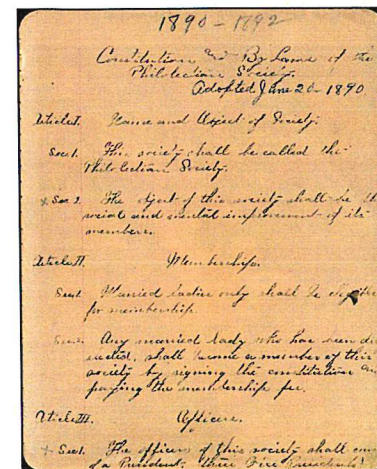 1890-1892
Constitution and By Laws of the
Philolectian Society.
Adopted June 20-1890.
Article I. Name and Object of Society.
Sec 1. This society shall be called the
Philolectian Society.
x Sec 2. The object of this society shall be the
social and mental improvement of its
members.
Article II. Membership.
Sec 1. Married ladies only shall be eligible
for membership.
Sec 2. Any married lady who has been
elected, shall become a member of this
society by signing the constitution and
paying the membership fee.
Article III. Officers.
+ Sec 1. The officers of this society shall
of a President, three Vice Presidents